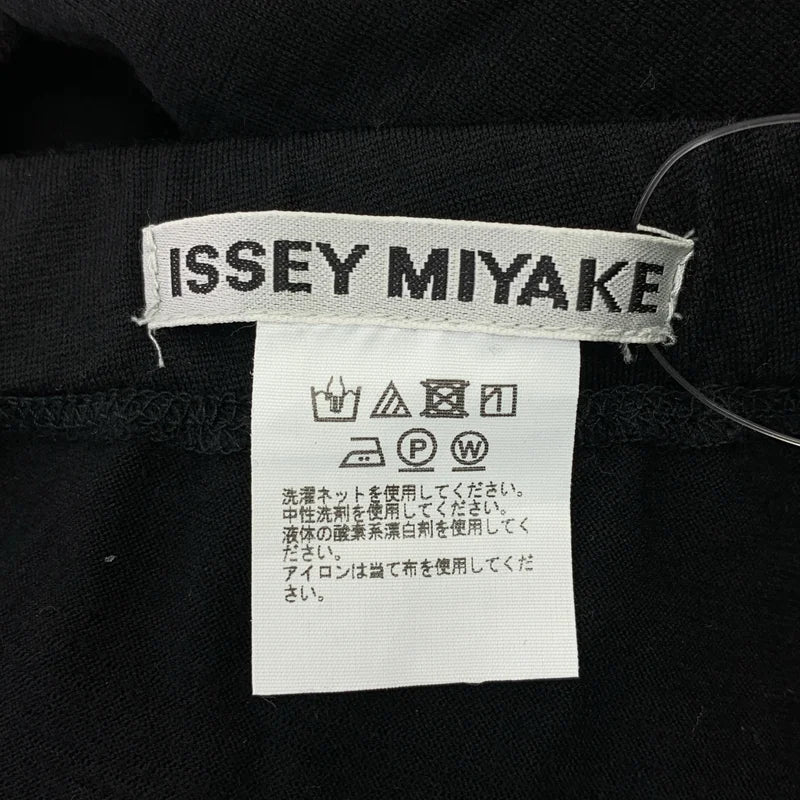 ISSEY MIYAKE
P W
洗濯ネットを使用してください。
中性洗剤を使用してください。
液体の酸素系漂白剤を使用してく
ださい。
アイロンは当て布を使用してくだ
さい。